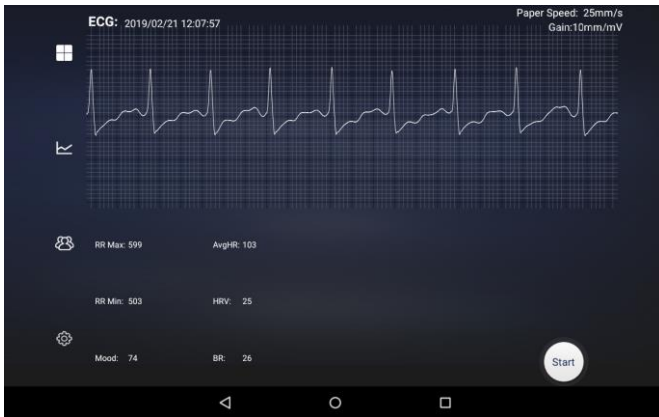 ECG: 2019/02/21 12:07:57
Paper Speed: 25mm/s
Gain:10mm/mV
RR Max: 599 AvgHR: 103
RR Min: 503 HRV: 25
Mood: 74 BR: 26
Start